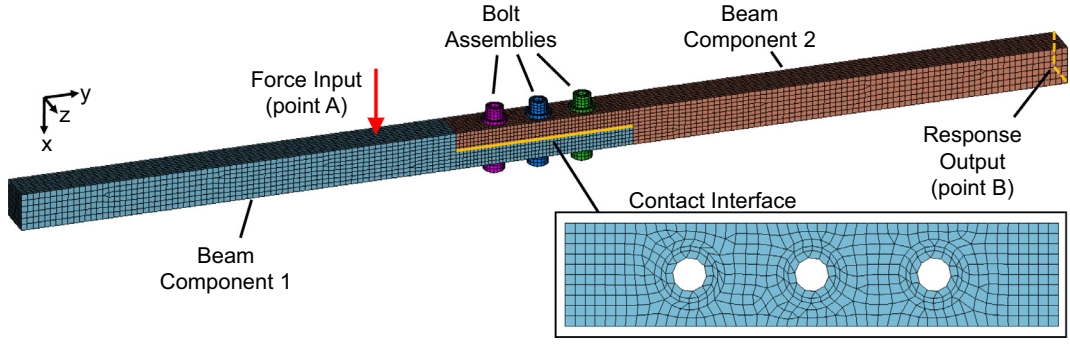 Bolt
Assemblies
Beam
Component 2
Force Input
(point A)
y
z
x
Response
Output
(point B)
Contact Interface
Beam
Component 1